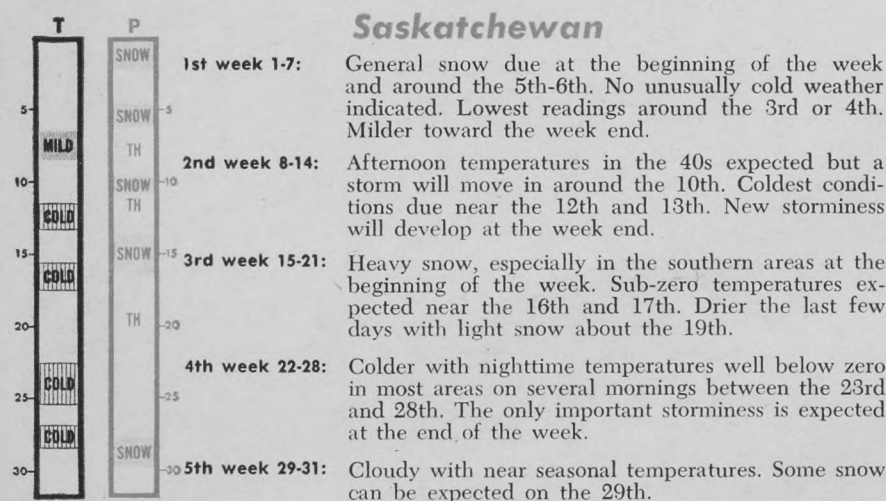 Saskatchewan
T P
SNOW
5- SNOW -5
MILD TH
10- SNOW -10
COLD TH
15- SNOW -15
COLD
20- TH -20
COLD
25- -25
COLD
SNOW
30- -30
1st week 1-7: General snow due at the beginning of the week
and around the 5th-6th. No unusually cold weather
indicated. Lowest readings around the 3rd or 4th.
Milder toward the week end.
2nd week 8-14: Afternoon temperatures in the 40s expected but a
storm will move in around the 10th. Coldest condi-
tions due near the 12th and 13th. New storminess
will develop at the week end.
3rd week 15-21: Heavy snow, especially in the southern areas at the
beginning of the week. Sub-zero temperatures ex-
pected near the 16th and 17th. Drier the last few
days with light snow about the 19th.
4th week 22-28: Colder with nighttime temperatures well below zero
in most areas on several mornings between the 23rd
and 28th. The only important storminess is expected
at the end of the week.
5th week 29-31: Cloudy with near seasonal temperatures. Some snow
can be expected on the 29th.